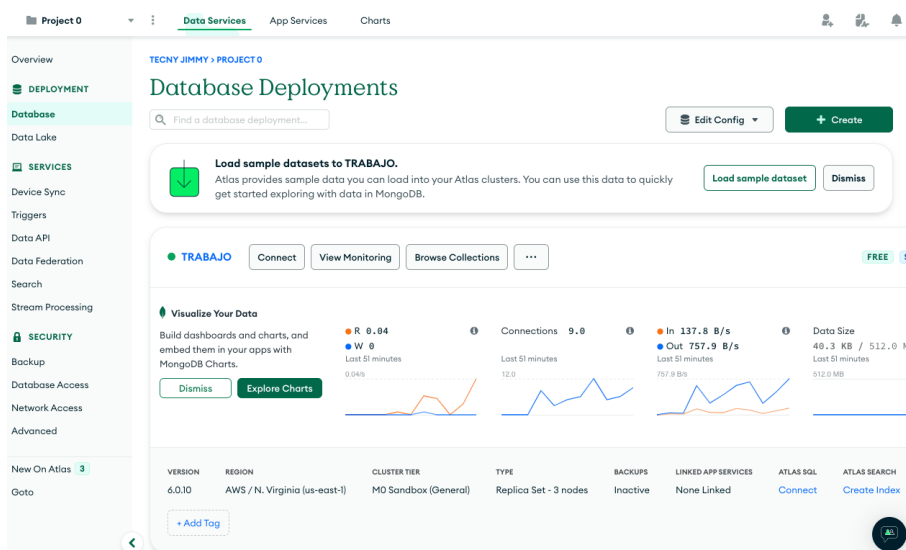 Project 0
Data Services
App Services
Charts
Overview
DEPLOYMENT
Database
Data Lake
SERVICES
Device Sync
Triggers
Data API
Data Federation
Search
Stream Processing
SECURITY
Backup
Database Access
Network Access
Advanced
New On Atlas 3
Goto
TECNY JIMMY > PROJECT 0
Database Deployments
Find a database deployment...
Edit Config
+ Create
Load sample datasets to TRABAJO.
Atlas provides sample data you can load into your Atlas clusters. You can use this data to quickly
get started exploring with data in MongoDB.
Load sample dataset
Dismiss
TRABAJO
Connect
View Monitoring
Browse Collections
...
FREE
Visualize Your Data
Build dashboards and charts, and
embed them in your apps with
MongoDB Charts.
Dismiss
Explore Charts
R 0.04
W 0
Last 51 minutes
0.04/s
Connections 9.0
Last 51 minutes
12.0
In 137.8 B/s
Out 757.9 B/s
Last 51 minutes
757.9 B/s
Data Size
40.3 KB / 512.0
Last 51 minutes
512.0 MB
VERSION
6.0.10
REGION
AWS / N. Virginia (us-east-1)
CLUSTER TIER
M0 Sandbox (General)
TYPE
Replica Set - 3 nodes
BACKUPS
Inactive
LINKED APP SERVICES
None Linked
ATLAS SQL
Connect
ATLAS SEARCH
Create Index
+ Add Tag